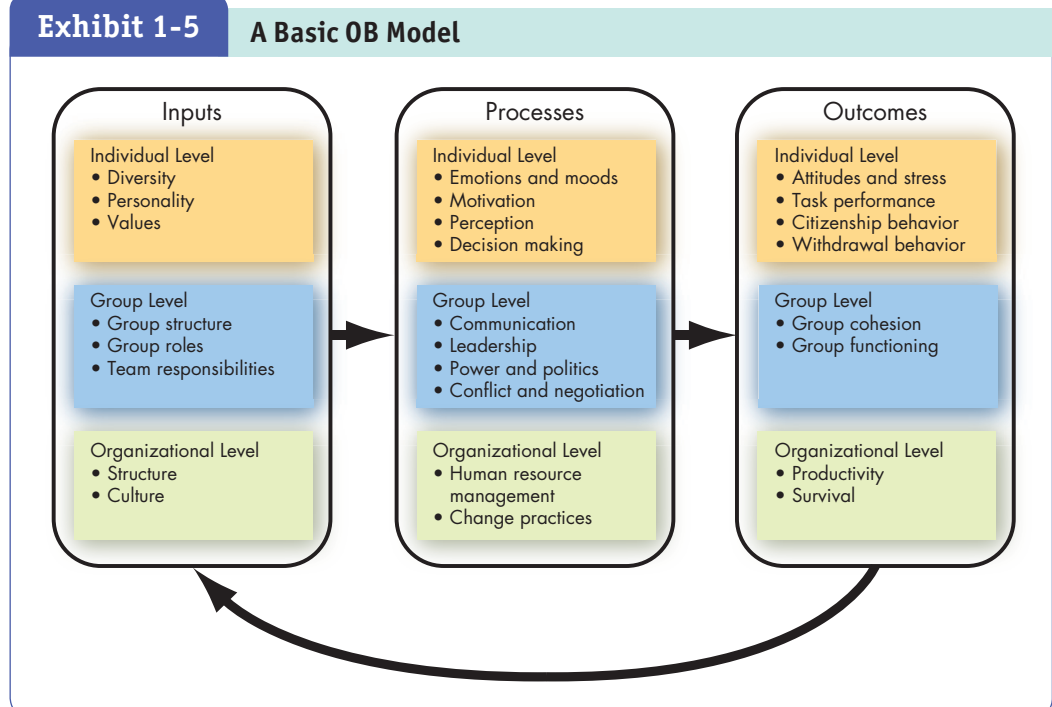 Exhibit 1-5
A Basic OB Model
Inputs
Individual Level
• Diversity
• Personality
• Values
Group Level
• Group structure
• Group roles
• Team responsibilities
Organizational Level
• Structure
• Culture
Processes
Individual Level
• Emotions and moods
• Motivation
• Perception
• Decision making
Group Level
• Communication
• Leadership
• Power and politics
• Conflict and negotiation
Organizational Level
• Human resource
management
• Change practices
Outcomes
Individual Level
• Attitudes and stress
• Task performance
• Citizenship behavior
• Withdrawal behavior
Group Level
• Group cohesion
• Group functioning
Organizational Level
• Productivity
• Survival